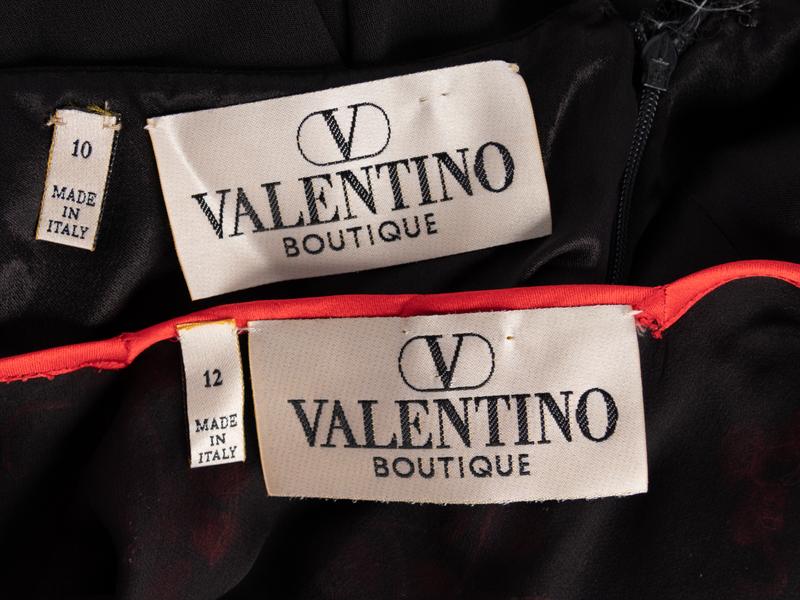 10
MADE
IN
ITALY
V
VALENTINO
BOUTIQUE
12
MADE
IN
ITALY
V
VALENTINO
BOUTIQUE